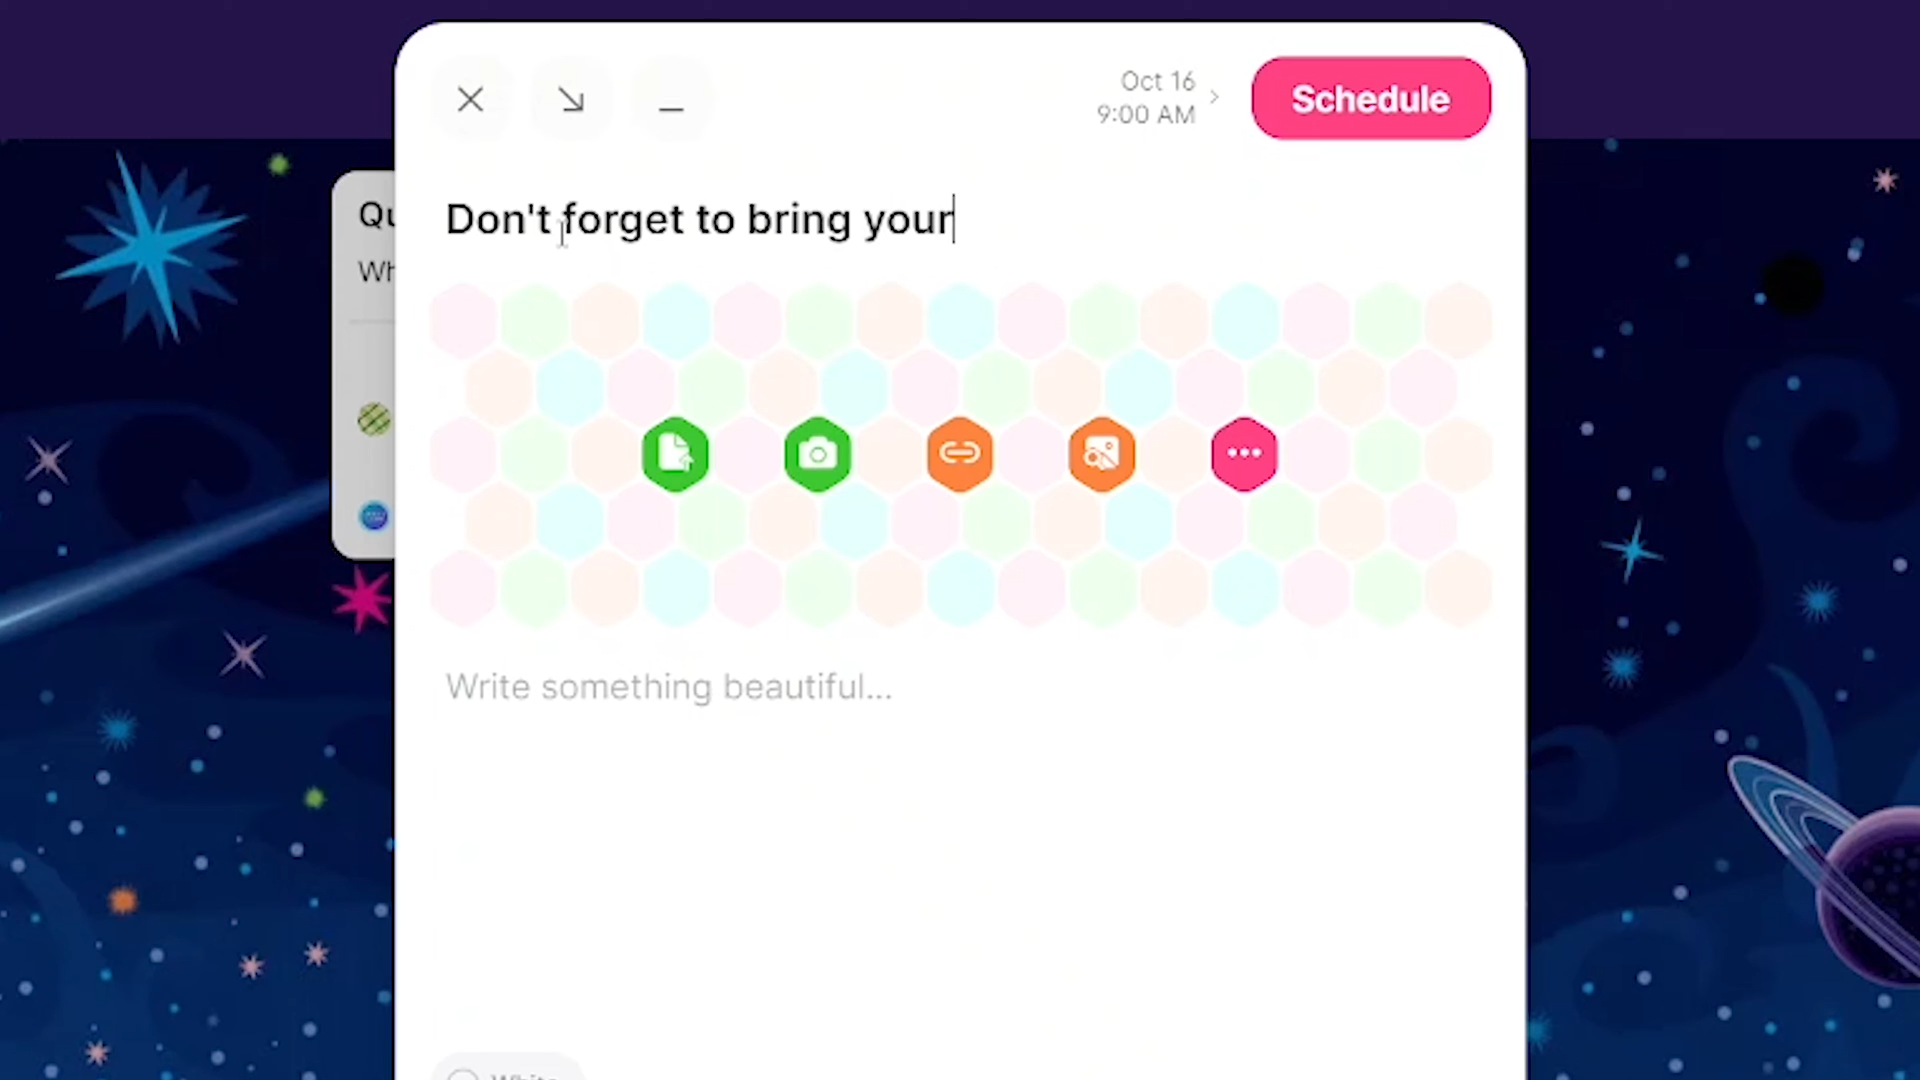 Oct 16
9:00 AM
Schedule
Don't forget to bring your
Write something beautiful...